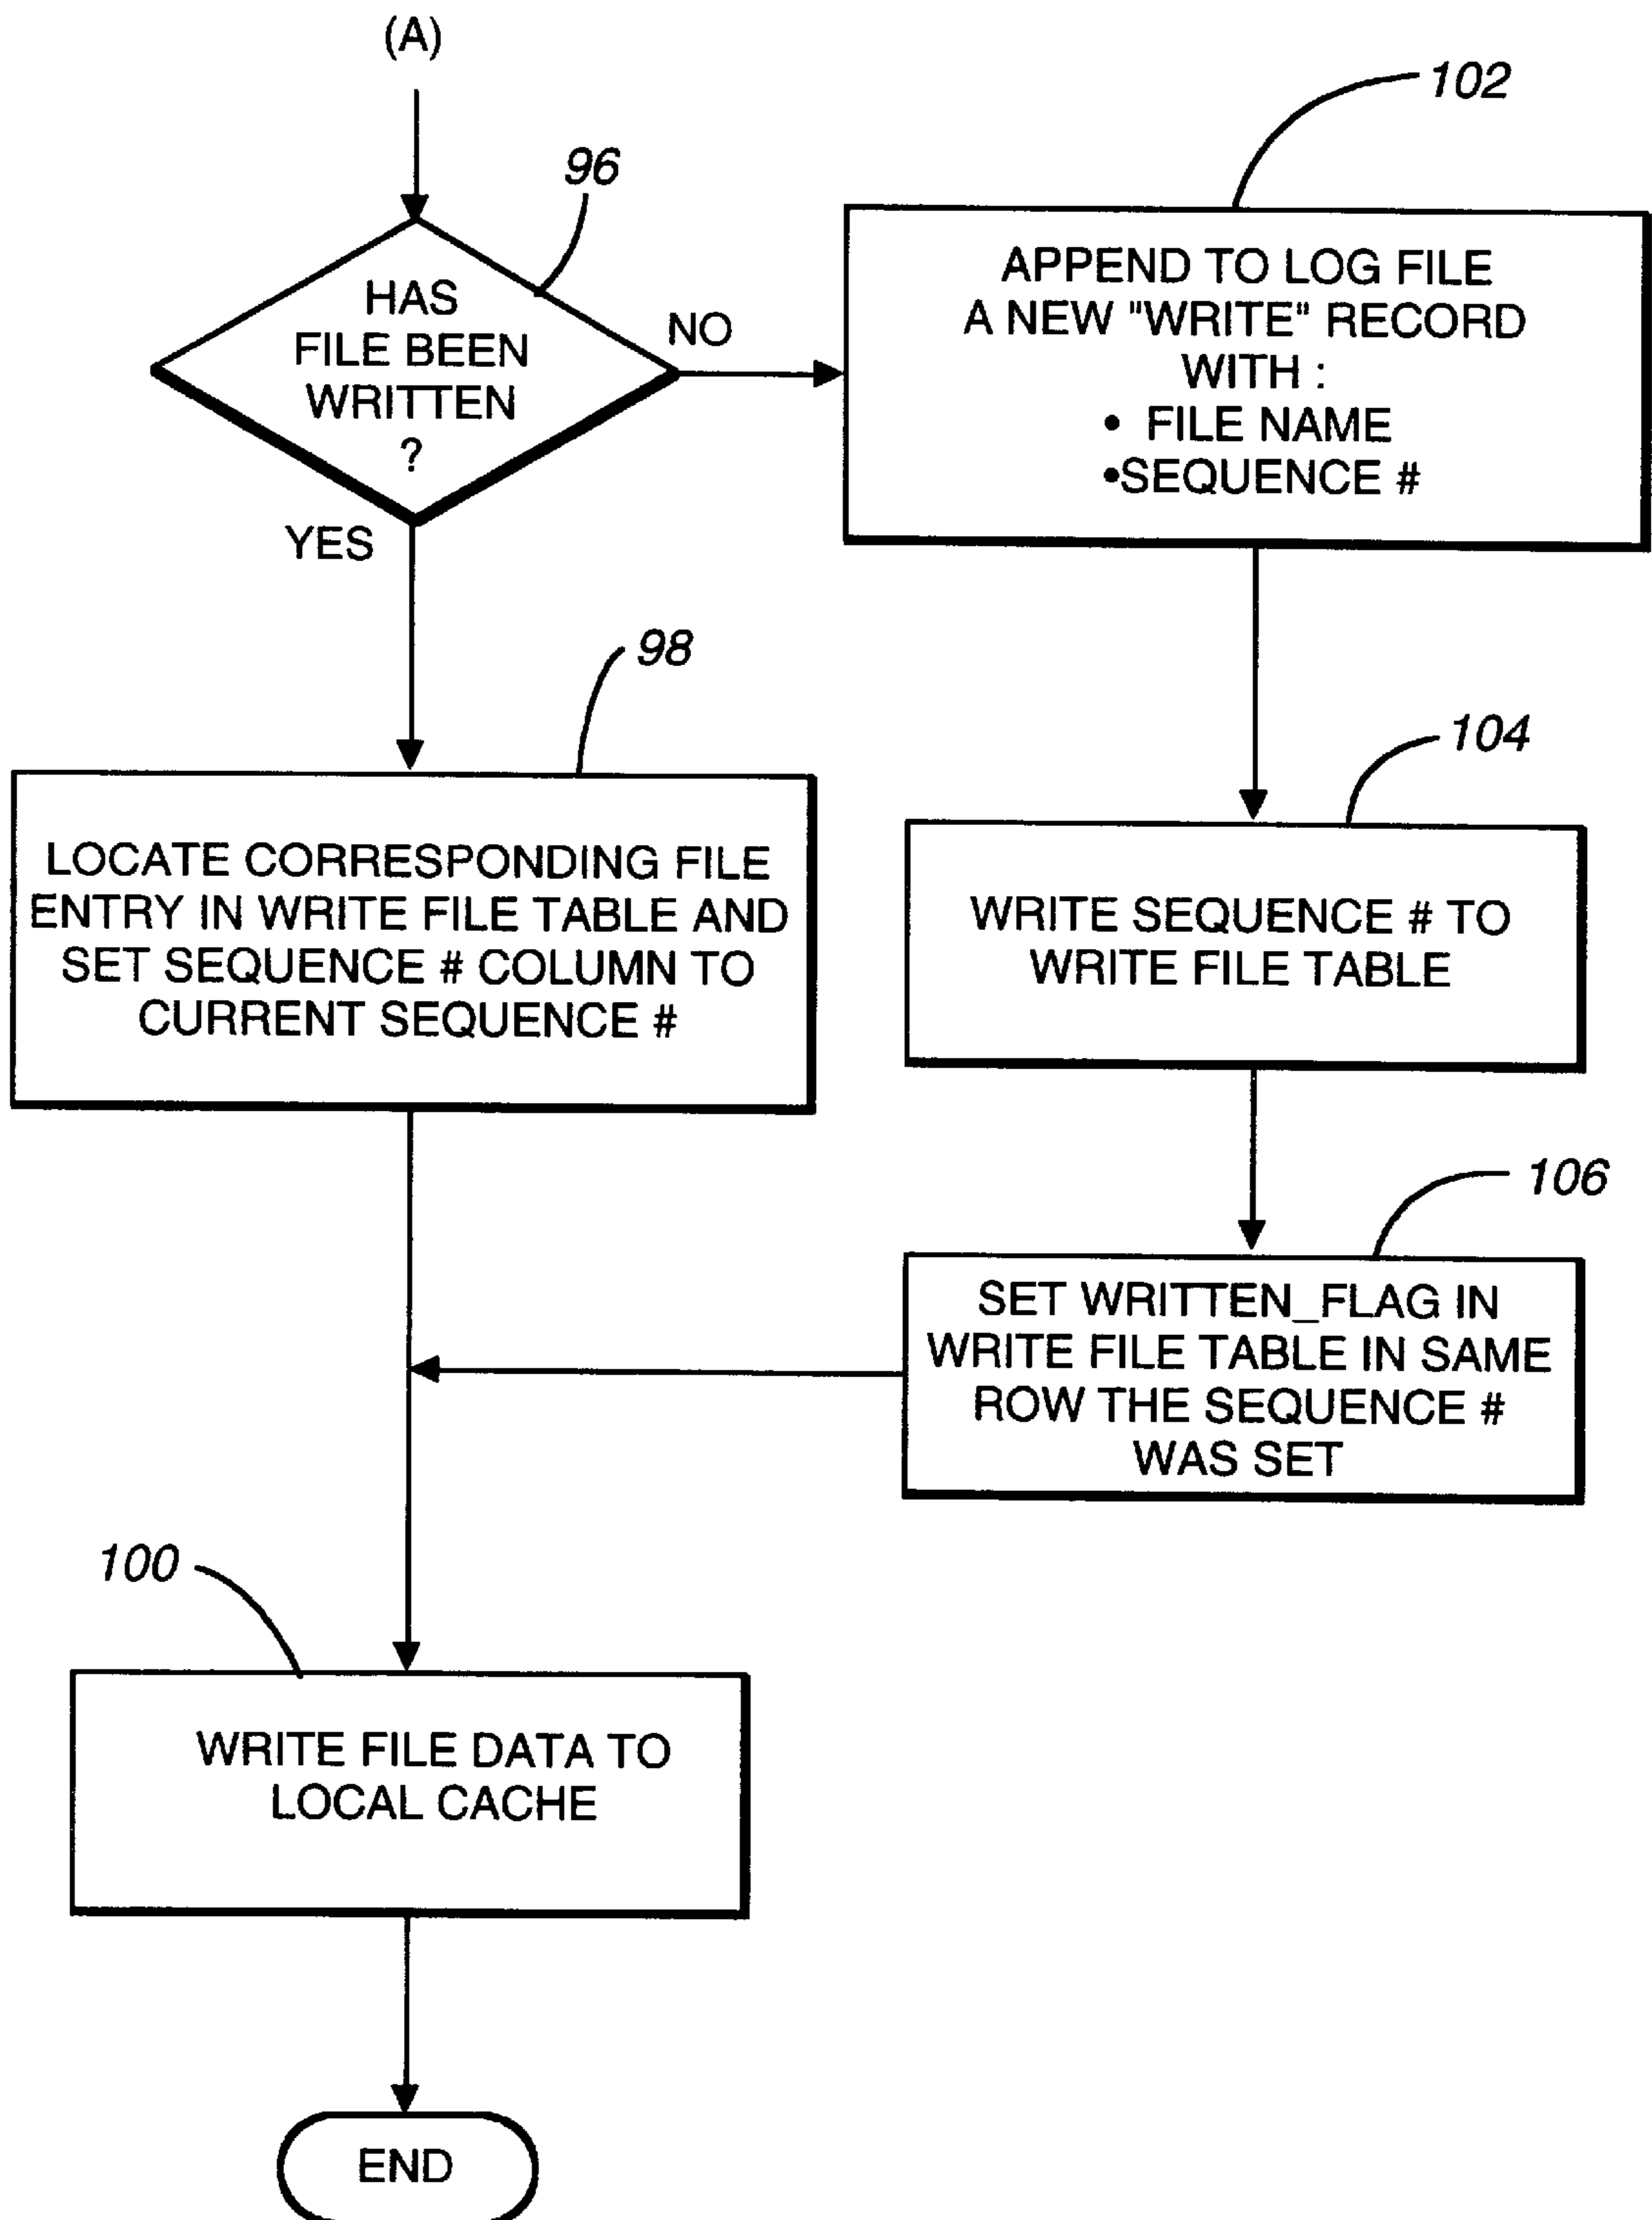 (A)
96
HAS
FILE BEEN
WRITTEN
?
NO
YES
102
APPEND TO LOG FILE
A NEW "WRITE" RECORD
WITH :
• FILE NAME
•SEQUENCE #
98
LOCATE CORRESPONDING FILE
ENTRY IN WRITE FILE TABLE AND
SET SEQUENCE # COLUMN TO
CURRENT SEQUENCE #
104
WRITE SEQUENCE # TO
WRITE FILE TABLE
106
SET WRITTEN_FLAG IN
WRITE FILE TABLE IN SAME
ROW THE SEQUENCE #
WAS SET
100
WRITE FILE DATA TO
LOCAL CACHE
END